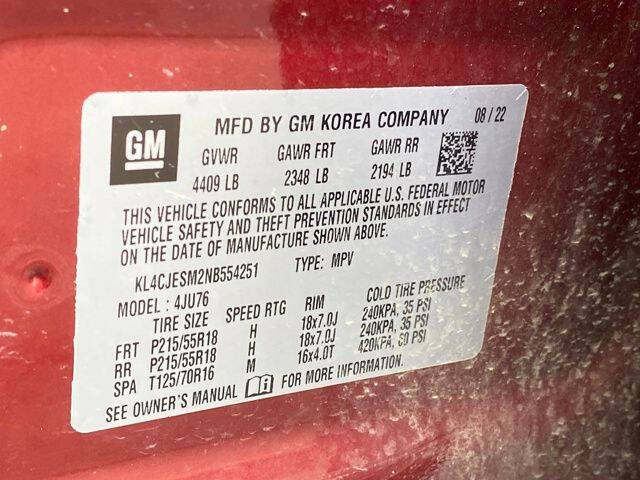 GM
MFD BY GM KOREA COMPANY 08 / 22
GVWR GAWR FRT GAWR RR
4409 LB 2348 LB 2194 LB
THIS VEHICLE CONFORMS TO ALL APPLICABLE U.S. FEDERAL MOTOR
VEHICLE SAFETY AND THEFT PREVENTION STANDARDS IN EFFECT
ON THE DATE OF MANUFACTURE SHOWN ABOVE.
KL4CJESM2NB554251 TYPE: MPV
MODEL : 4JU76
TIRE SIZE SPEED RTG RIM COLD TIRE PRESSURE
FRT P215/55R18 H 18x7.0J 240KPA, 35 PSI
RR P215/55R18 H 18x7.0J 240KPA, 35 PSI
SPA T125/70R16 M 16x4.0T 420KPA, 60 PSI
SEE OWNER'S MANUAL FOR MORE INFORMATION.